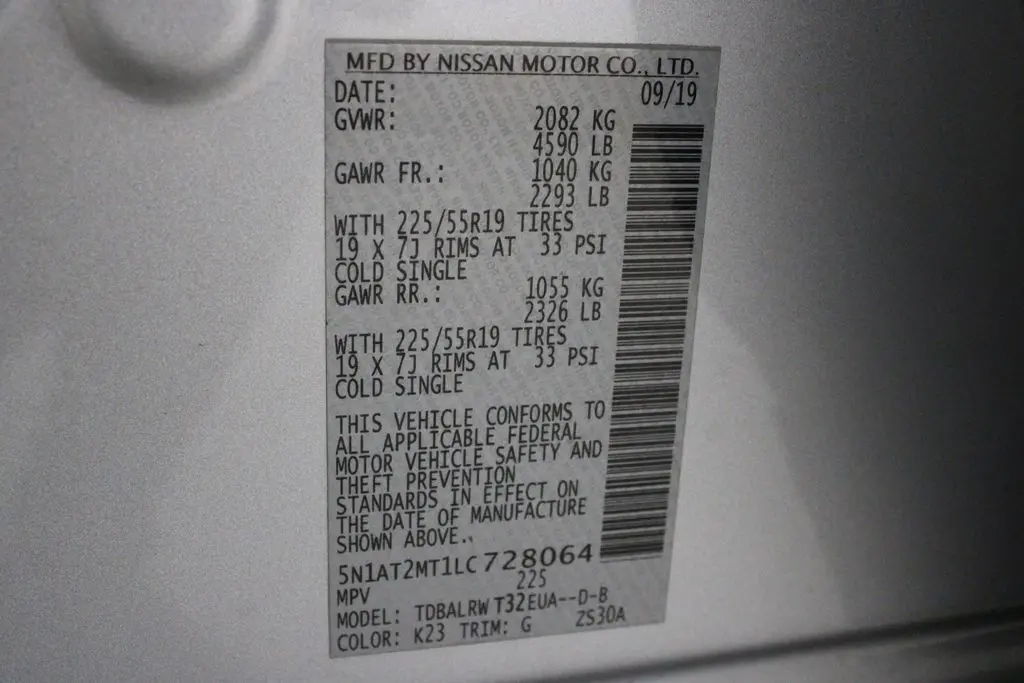 MFD BY NISSAN MOTOR CO., LTD.
DATE: 09/19
GVWR: 2082 KG
4590 LB
GAWR FR.: 1040 KG
2293 LB
WITH 225/55R19 TIRES
19 X 7J RIMS AT 33 PSI
COLD SINGLE
GAWR RR.: 1055 KG
2326 LB
WITH 225/55R19 TIRES
19 X 7J RIMS AT 33 PSI
COLD SINGLE
THIS VEHICLE CONFORMS TO
ALL APPLICABLE FEDERAL
MOTOR VEHICLE SAFETY AND
THEFT PREVENTION
STANDARDS IN EFFECT ON
THE DATE OF MANUFACTURE
SHOWN ABOVE.
5N1AT2MT1LC728064
MPV 225
MODEL: TDBALRW T32EUA--D-B
COLOR: K23 TRIM: G ZS30A